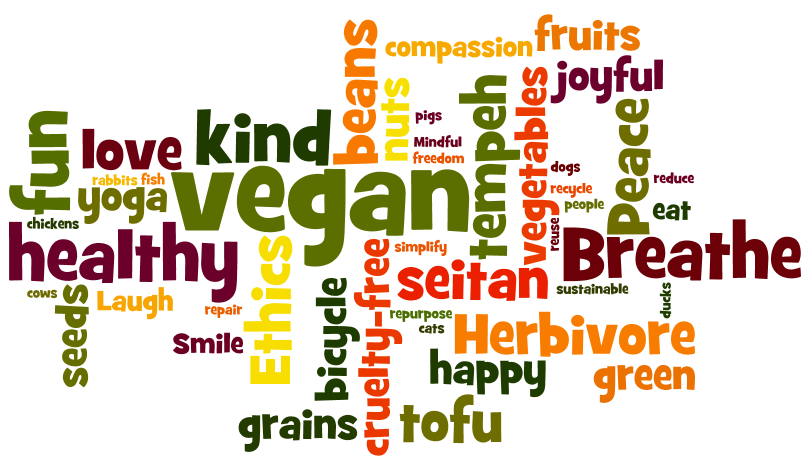 compassion
fruits
beans
joyful
nuts
tempeh
vegetables
Peace
fun
love
kind
pigs
Mindful
freedom
dogs
reduce
rabbits
fish
yoga
vegan
recycle
people
eat
chickens
healthy
Ethics
cruelty-free
simplify
reuse
Breathe
seitan
sustainable
ducks
cows
seeds
Laugh
repair
bicycle
repurpose
cats
Herbivore
Smile
happy
green
grains
tofu